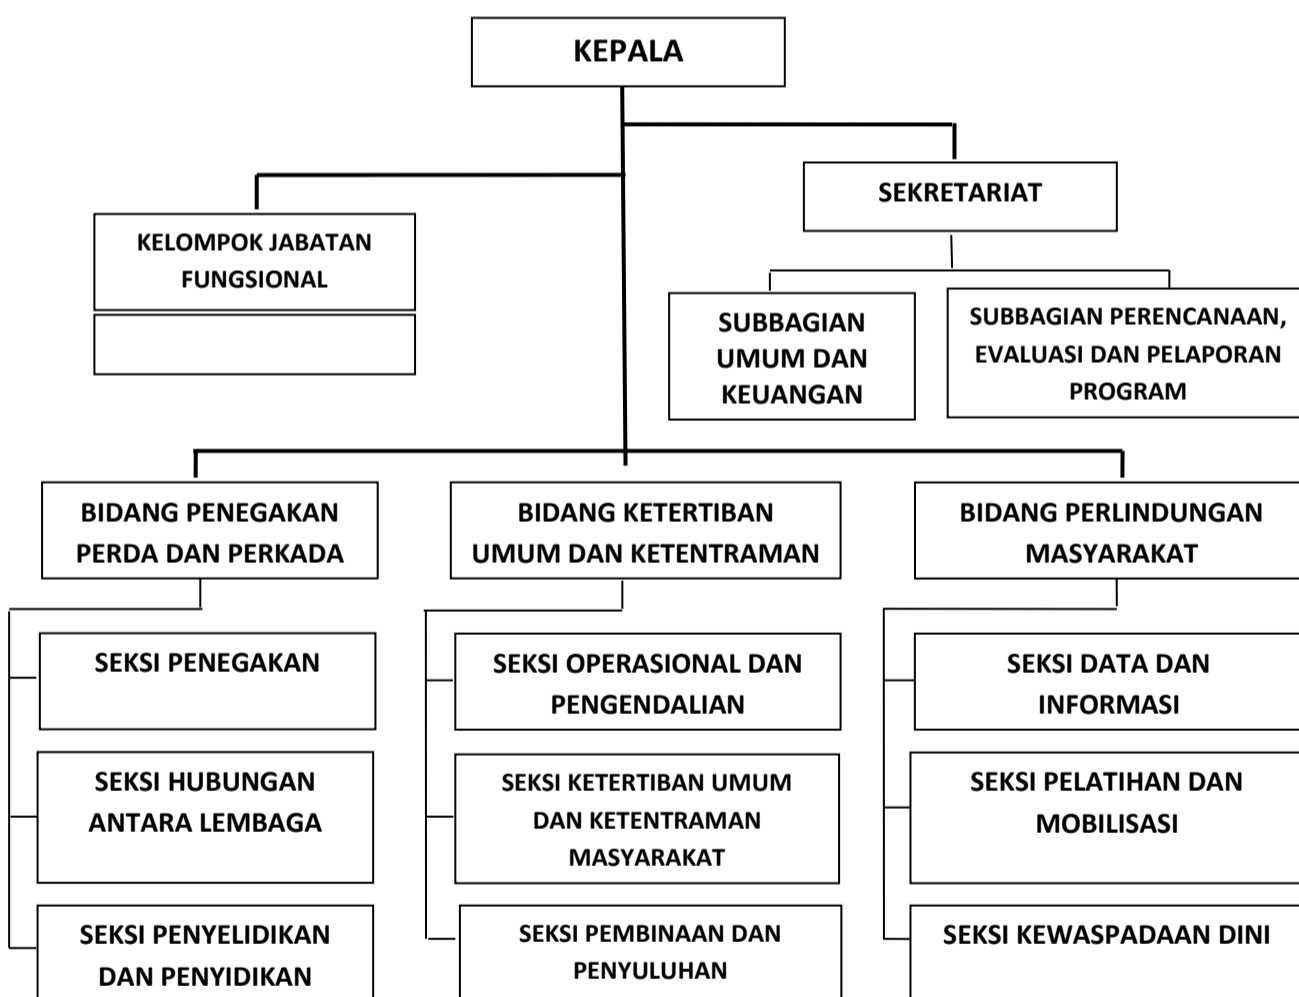 KEPALA
SEKRETARIAT
KELOMPOK JABATAN
FUNGSIONAL
SUBBAGIAN
UMUM DAN
KEUANGAN
SUBBAGIAN PERENCANAAN,
EVALUASI DAN PELAPORAN
PROGRAM
BIDANG PENEGAKAN
PERDA DAN PERKADA
BIDANG KETERTIBAN
UMUM DAN KETENTRAMAN
BIDANG PERLINDUNGAN
MASYARAKAT
SEKSI PENEGAKAN
SEKSI OPERASIONAL DAN
PENGENDALIAN
SEKSI DATA DAN
INFORMASI
SEKSI HUBUNGAN
ANTARA LEMBAGA
SEKSI KETERTIBAN UMUM
DAN KETENTRAMAN
MASYARAKAT
SEKSI PELATIHAN DAN
MOBILISASI
SEKSI PENYELIDIKAN
DAN PENYIDIKAN
SEKSI PEMBINAAN DAN
PENYULUHAN
SEKSI KEWASPADAAN DINI